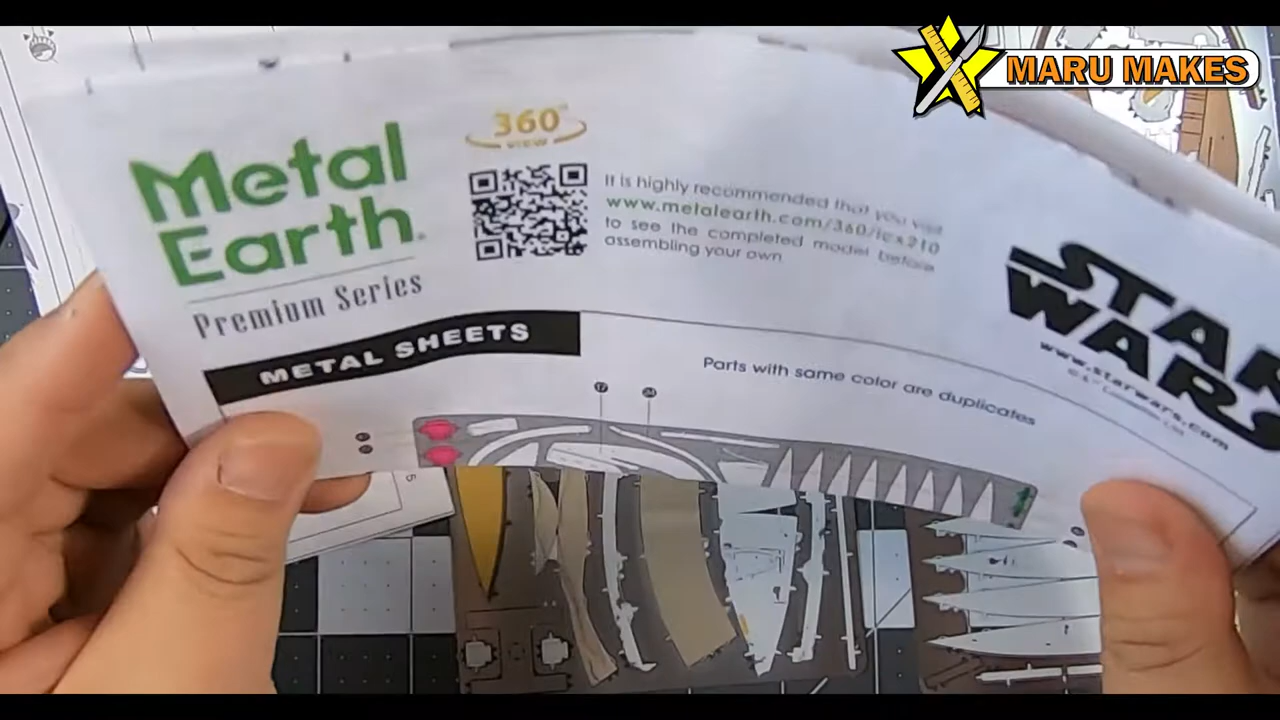 MARU MAKES
Metal
Earth.
Premium Series
360°
VIEW
It is highly recommended that you visit
www.metalearth.com/360/icx210
to see the completed model before
assembling your own
STAR
WARS
www.starwars.com
METAL SHEETS
Parts with same color are duplicates
17
5